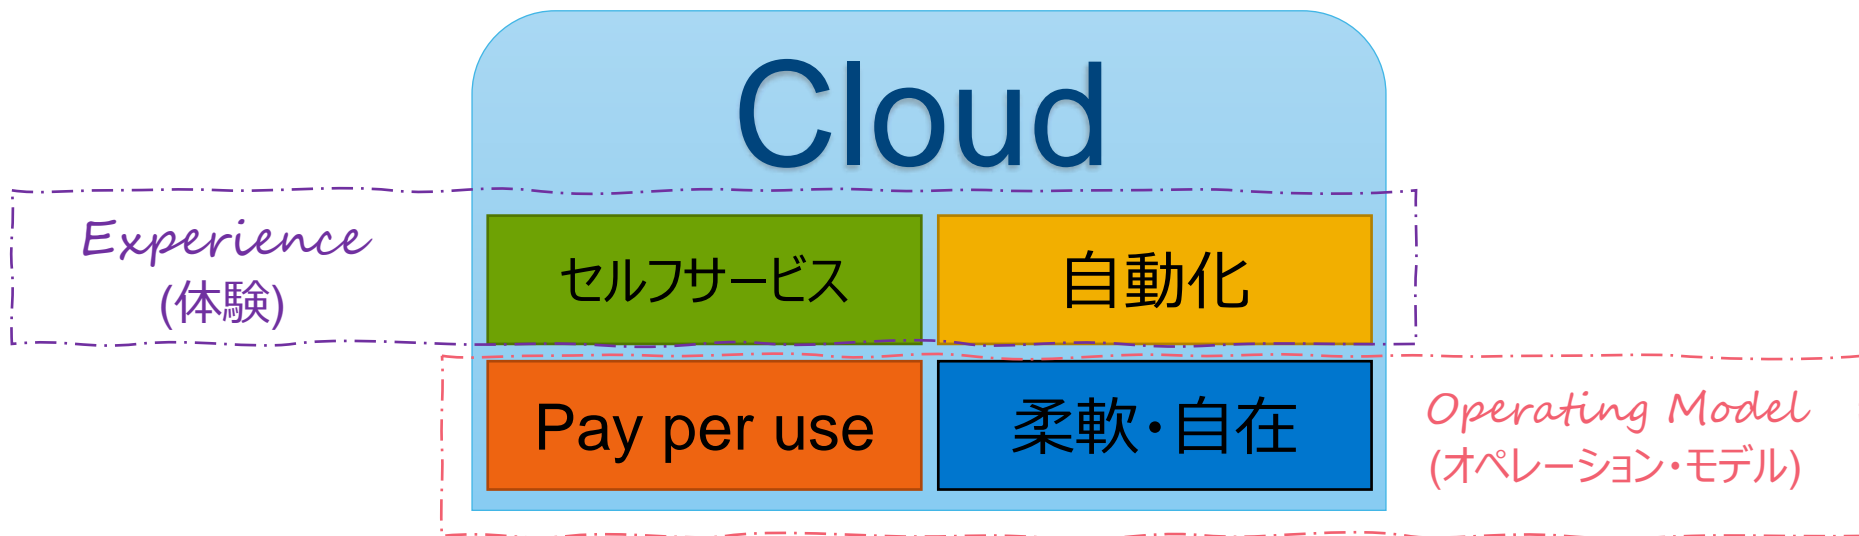 Cloud
Experience
(体験)
セルフサービス
自動化
Pay per use
柔軟・自在
Operating Model
(オペレーション・モデル)